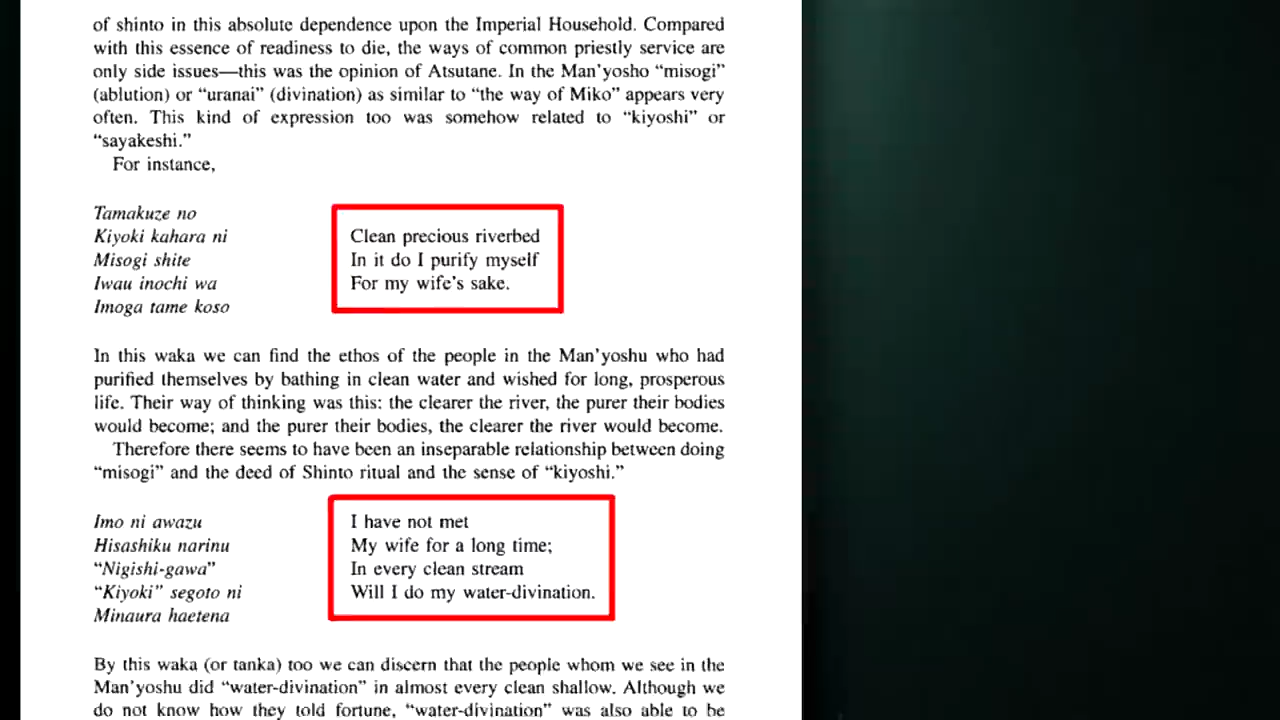 of shinto in this absolute dependence upon the Imperial Household. Compared
with this essence of readiness to die, the ways of common priestly service are
only side issues—this was the opinion of Atsutane. In the Man'yosho “misogi”
(ablution) or “uranai” (divination) as similar to “the way of Miko” appears very
often. This kind of expression too was somehow related to “kiyoshi” or
“sayakeshi.”
For instance,
Tamakuze no
Kiyoki kahara ni
Misogi shite
Iwau inochi wa
Imoga tame koso
Clean precious riverbed
In it do I purify myself
For my wife's sake.
In this waka we can find the ethos of the people in the Man'yoshu who had
purified themselves by bathing in clean water and wished for long, prosperous
life. Their way of thinking was this: the clearer the river, the purer their bodies
would become; and the purer their bodies, the clearer the river would become.
Therefore there seems to have been an inseparable relationship between doing
“misogi” and the deed of Shinto ritual and the sense of “kiyoshi.”
Imo ni awazu
Hisashiku narinu
“Nigishi-gawa”
“Kiyoki” segoto ni
Minaura haetena
I have not met
My wife for a long time;
In every clean stream
Will I do my water-divination.
By this waka (or tanka) too we can discern that the people whom we see in the
Man'yoshu did “water-divination” in almost every clean shallow. Although we
do not know how they told fortune, “water-divination” was also able to be